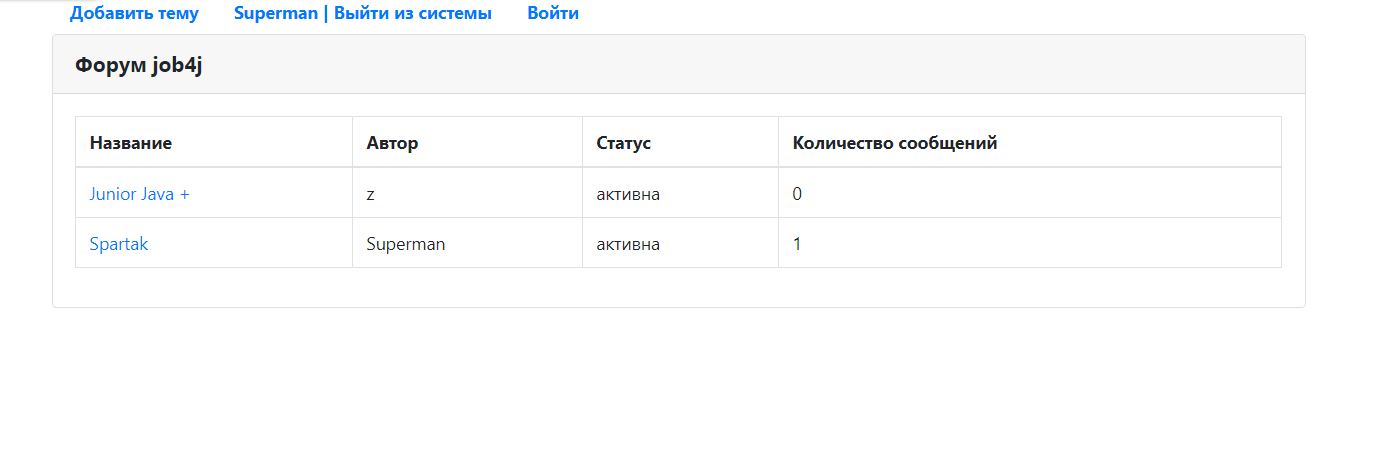 Добавить тему Superman | Выйти из системы Войти
Форум job4j
Название Автор Статус Количество сообщений
Junior Java + z активна 0
Spartak Superman активна 1